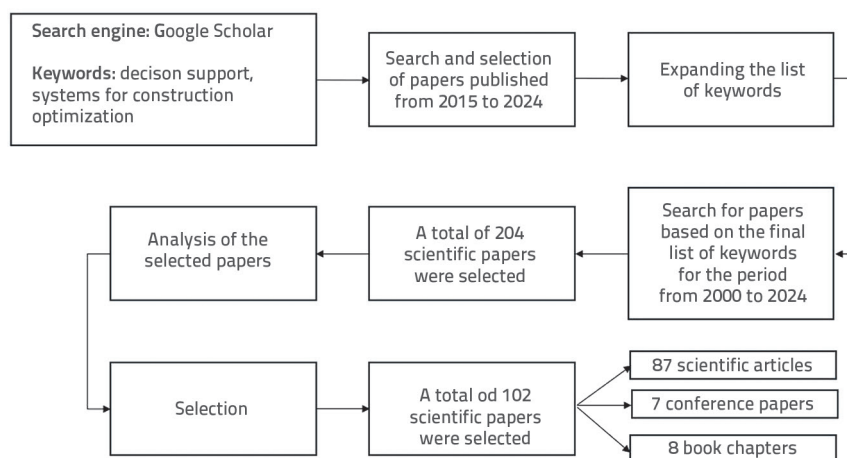 Search engine: Google Scholar
Keywords: decison support,
systems for construction
optimization
Search and selection
of papers published
from 2015 to 2024
Expanding the list
of keywords
Search for papers
based on the final
list of keywords
for the period
from 2000 to 2024
A total of 204
scientific papers
were selected
Analysis of the
selected papers
Selection
A total od 102
scientific papers
were selected
87 scientific articles
7 conference papers
8 book chapters